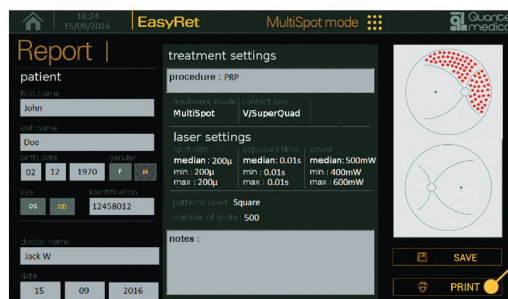 16:24
15/09/2016
EasyRet
MultiSpot mode
Quante
medica
Report
patient
first name
John
last name
Doe
birth date
gender
02 12 1970 F M
eye
identification
OS OD 12458012
doctor name
Jack W
date
15 09 2016
treatment settings
procedure : PRP
treatment mode
contact lens
MultiSpot
V/SuperQuad
laser settings
spot size
exposure time
power
median : 200µ
median: 0.01s
median: 500mW
min : 200µ
min : 0.01s
min : 400mW
max : 200µ
max : 0.01s
max : 600mW
patterns used : Square
number of spots : 500
notes :
SAVE
PRINT